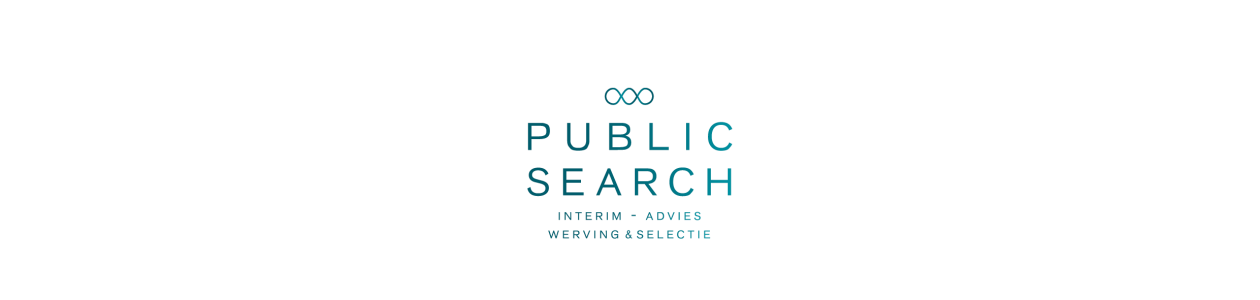 PUBLIC
SEARCH
INTERIM - ADVIES
WERVING & SELECTIE